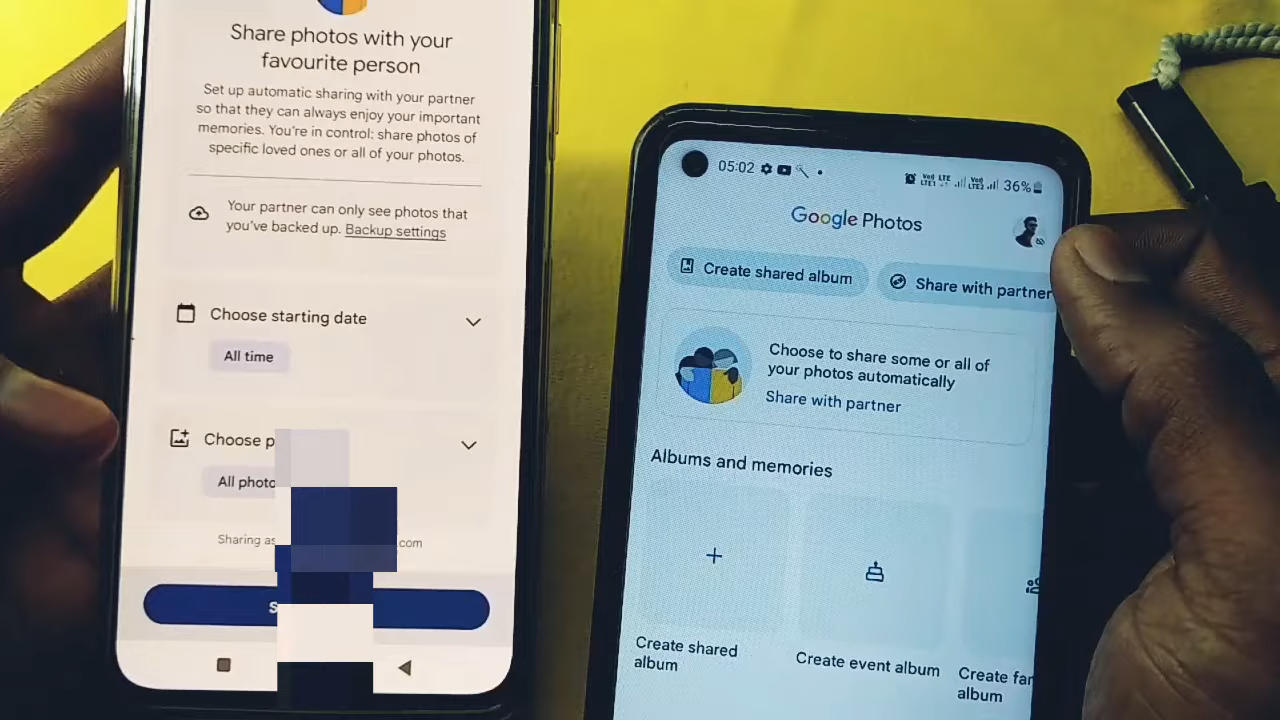 Share photos with your
favourite person
Set up automatic sharing with your partner
so that they can always enjoy your important
memories. You're in control: share photos of
specific loved ones or all of your photos.
Your partner can only see photos that
you've backed up. Backup settings
Choose starting date
All time
Choose
All
Sharing
.com
05:02
36%
Google Photos
Create shared album
Share with partner
Choose to share some or all of
your photos automatically
Share with partner
Albums and memories
Create shared
album
Create event album
Create
album